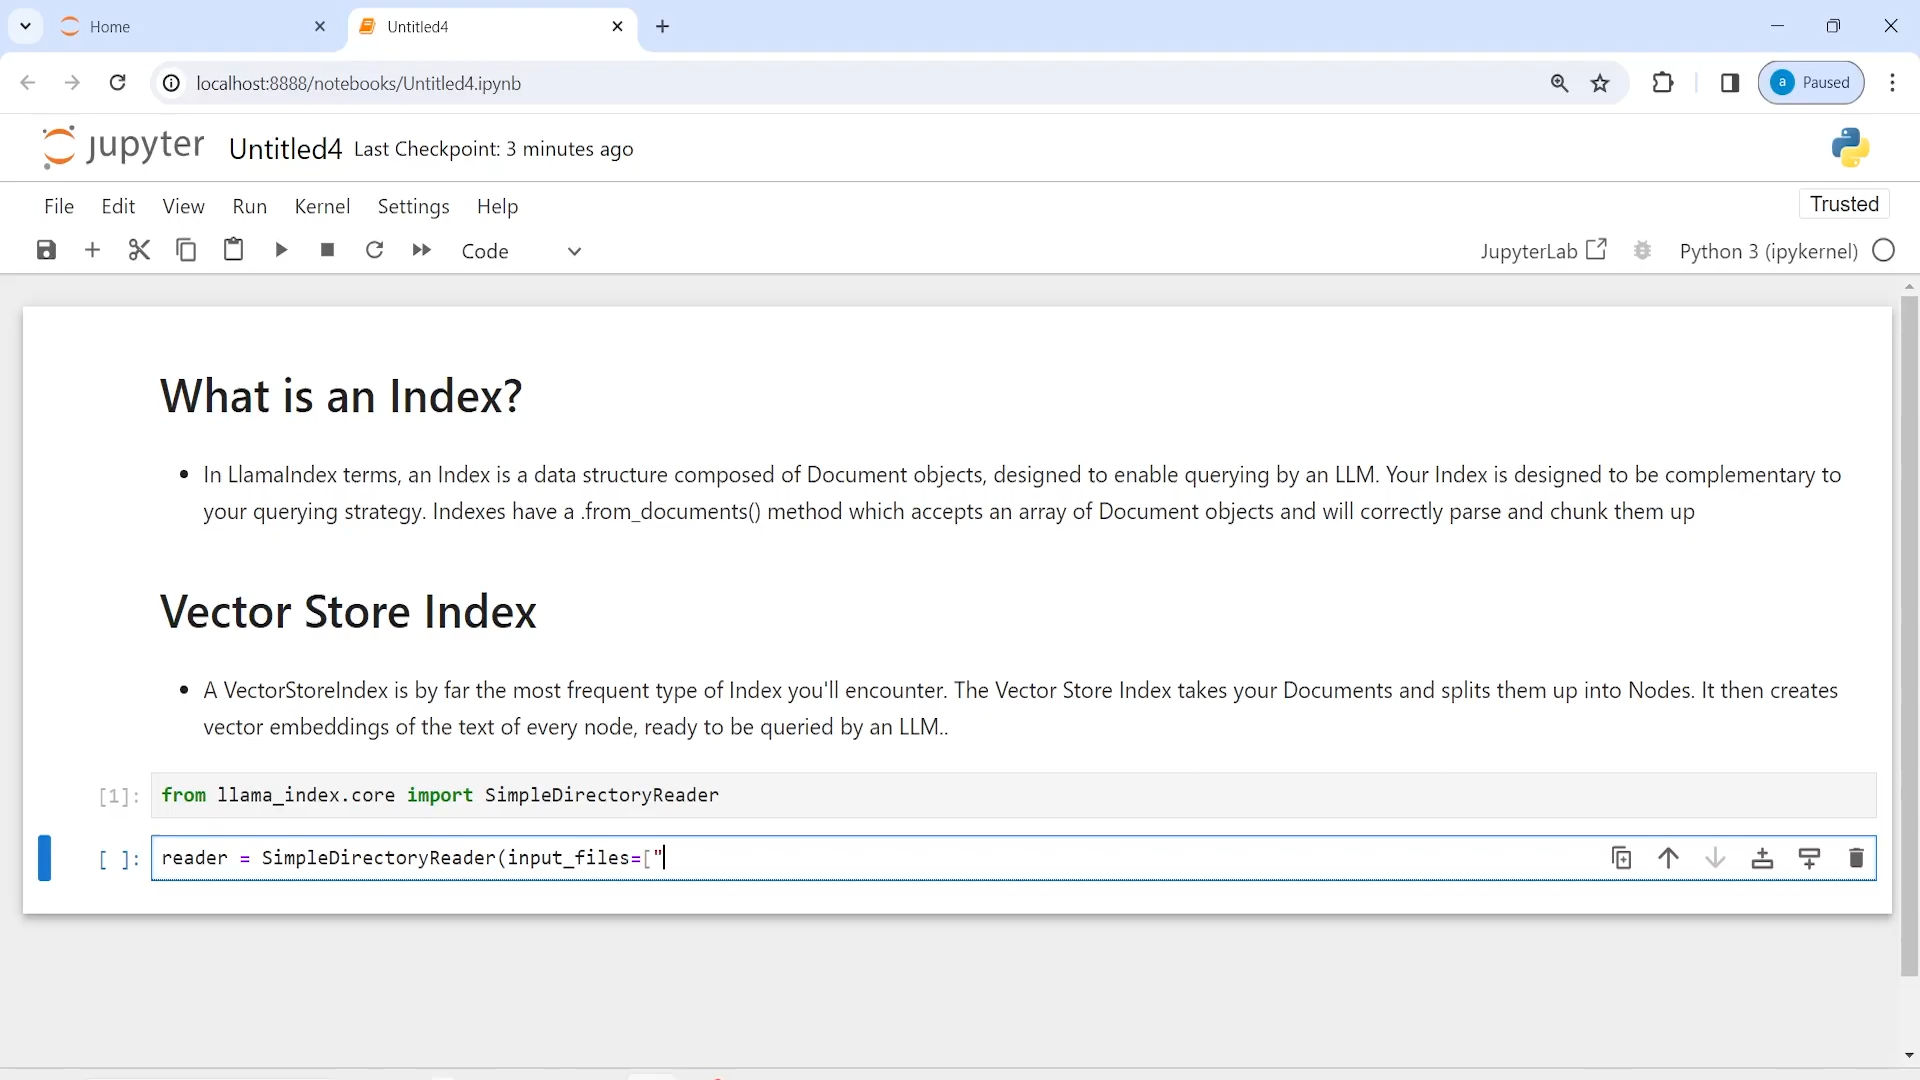 Home
Untitled4
localhost:8888/notebooks/Untitled4.ipynb
a Paused
jupyter Untitled4 Last Checkpoint: 3 minutes ago
File Edit View Run Kernel Settings Help
Trusted
Code
JupyterLab
Python 3 (ipykernel)
What is an Index?
• In LlamaIndex terms, an Index is a data structure composed of Document objects, designed to enable querying by an LLM. Your Index is designed to be complementary to
your querying strategy. Indexes have a .from_documents() method which accepts an array of Document objects and will correctly parse and chunk them up
Vector Store Index
• A VectorStoreIndex is by far the most frequent type of Index you'll encounter. The Vector Store Index takes your Documents and splits them up into Nodes. It then creates
vector embeddings of the text of every node, ready to be queried by an LLM..
[1]: from llama_index.core import SimpleDirectoryReader
[ ]: reader = SimpleDirectoryReader(input_files=["